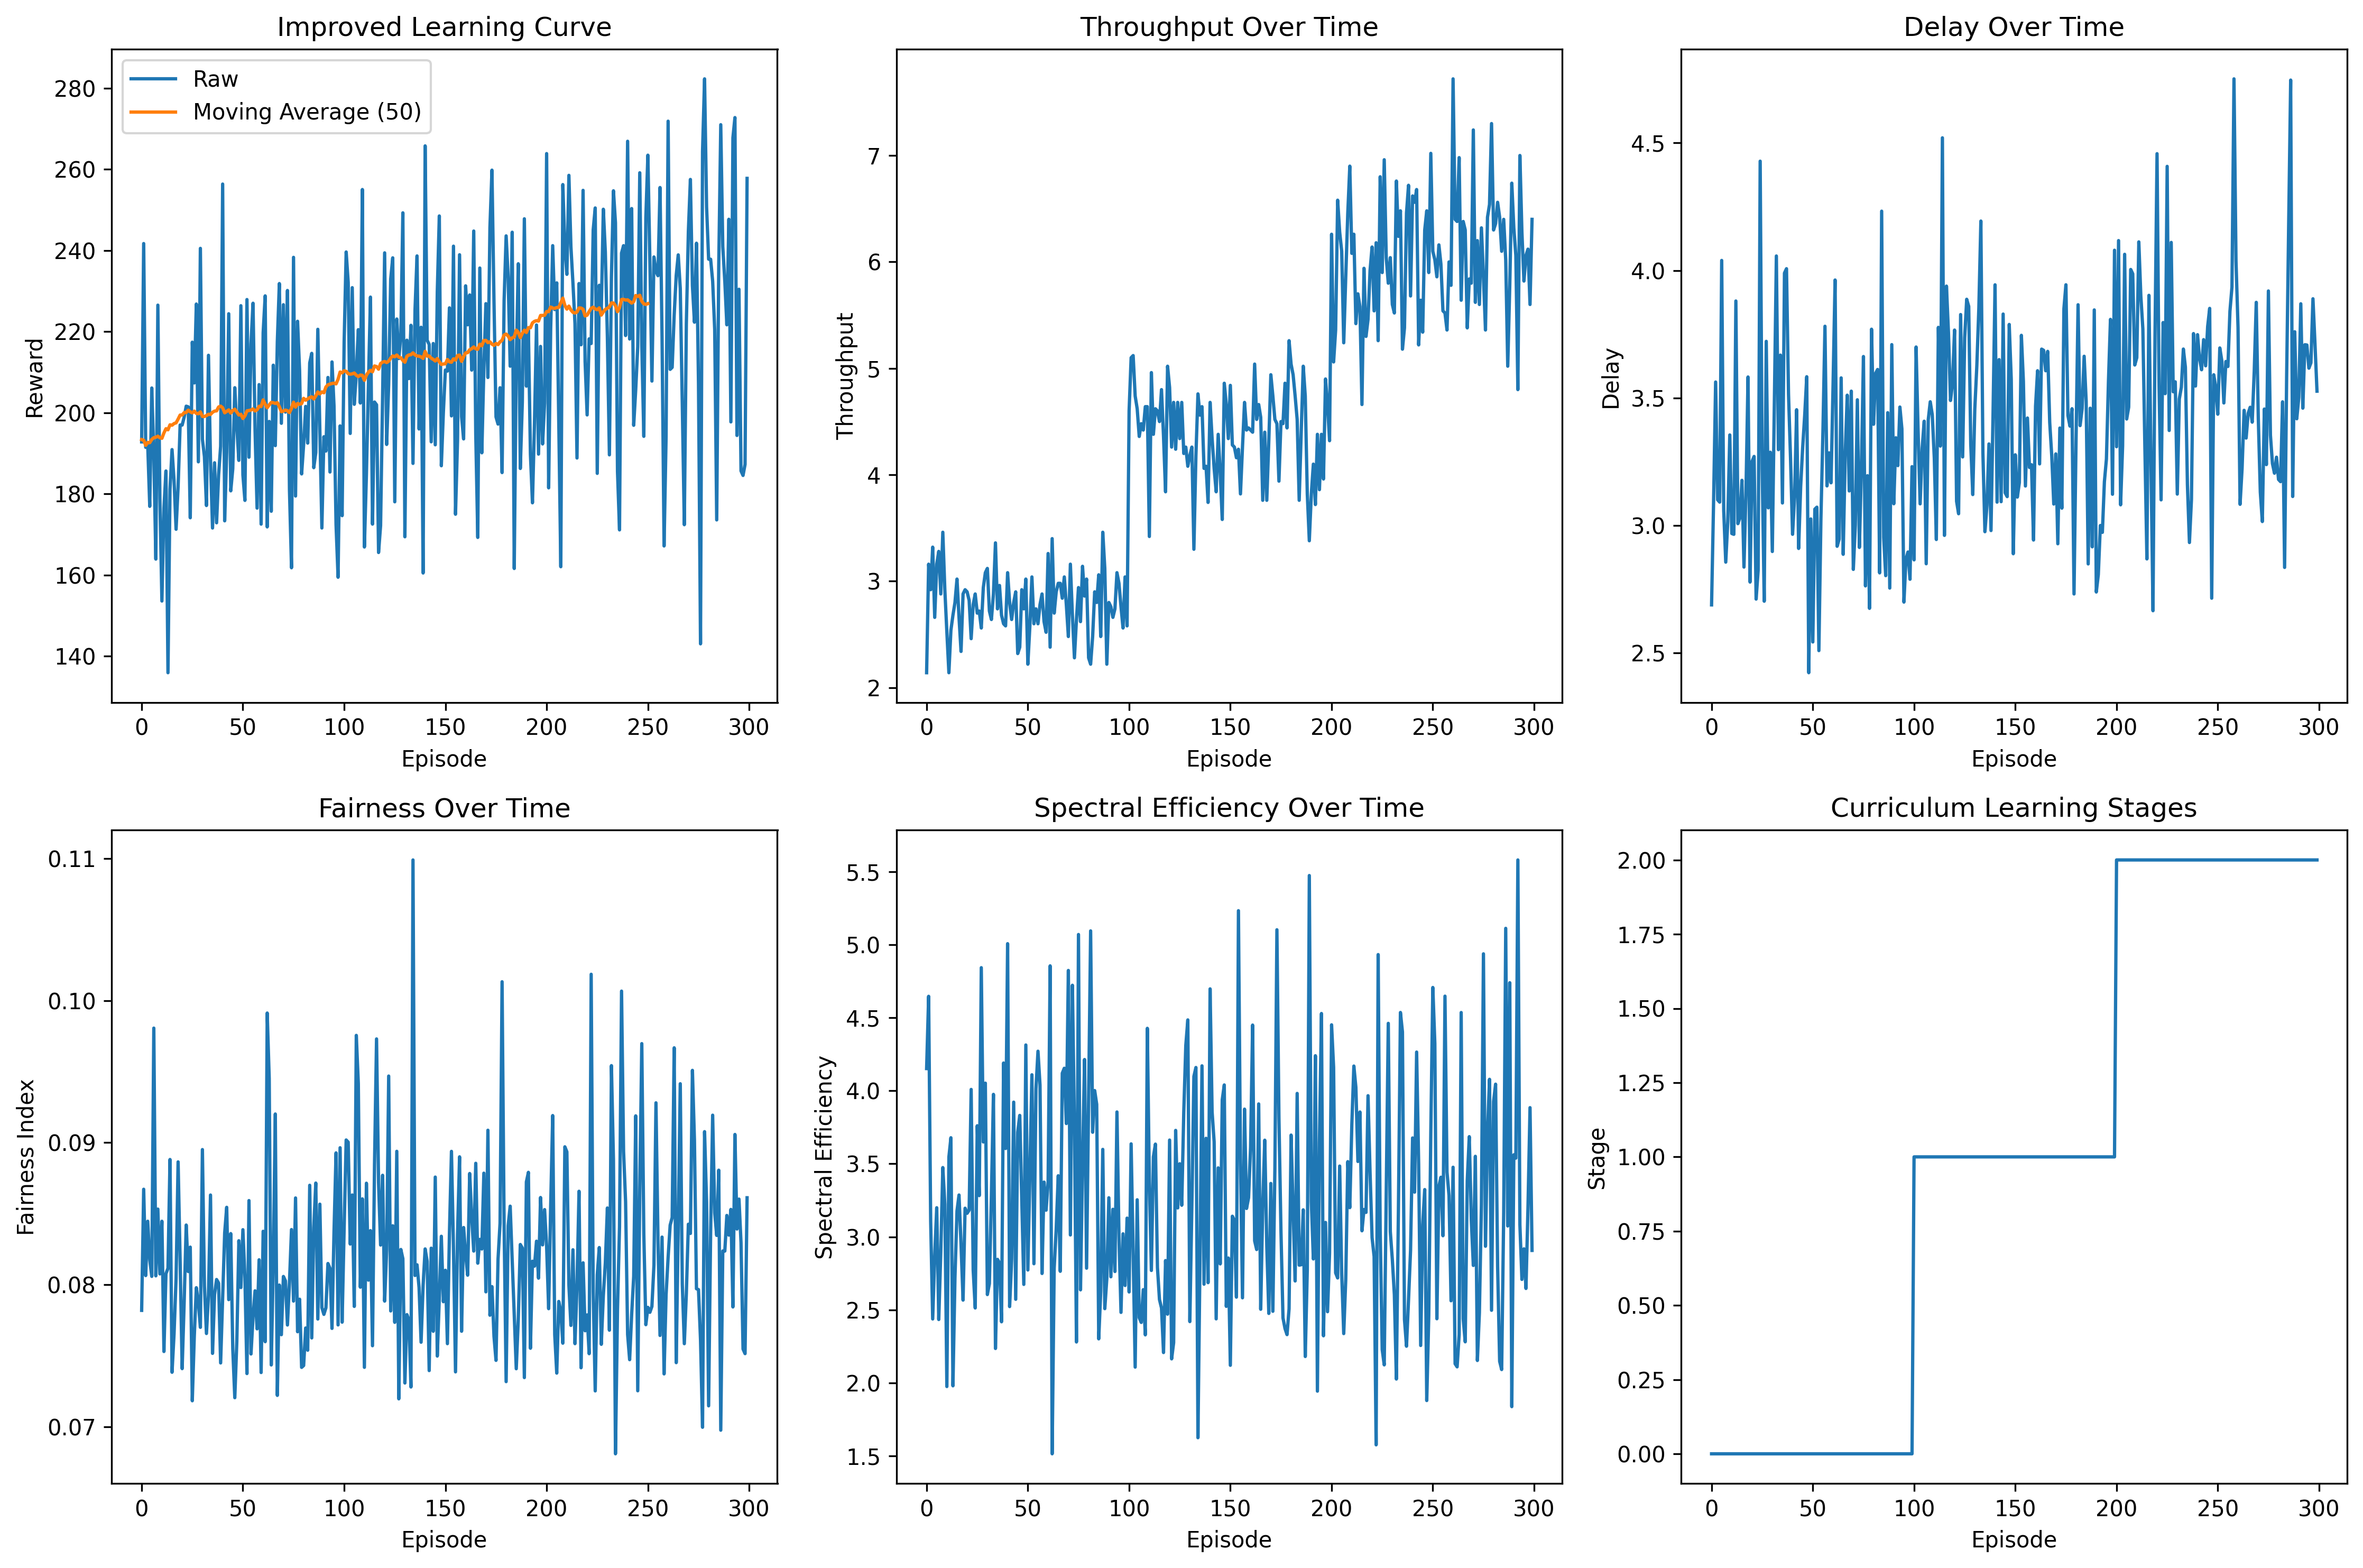 Improved Learning Curve
Raw
Moving Average (50)
280
260
240
220
200
180
160
140
Reward
0 50 100 150 200 250 300
Episode
Throughput Over Time
7
6
5
4
3
2
Throughput
0 50 100 150 200 250 300
Episode
Delay Over Time
4.5
4.0
3.5
3.0
2.5
Delay
0 50 100 150 200 250 300
Episode
Fairness Over Time
0.11
0.10
0.09
0.08
0.07
Fairness Index
0 50 100 150 200 250 300
Episode
Spectral Efficiency Over Time
5.5
5.0
4.5
4.0
3.5
3.0
2.5
2.0
1.5
Spectral Efficiency
0 50 100 150 200 250 300
Episode
Curriculum Learning Stages
2.00
1.75
1.50
1.25
1.00
0.75
0.50
0.25
0.00
Stage
0 50 100 150 200 250 300
Episode